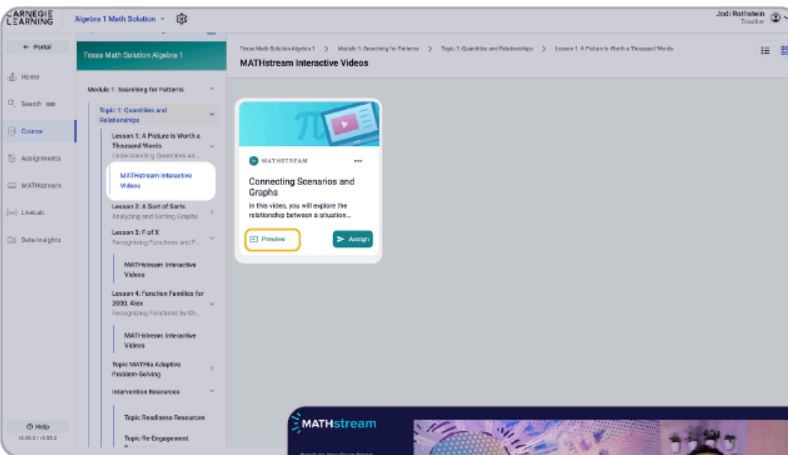 CARNEGIE
LEARNING
Algebra 1 Math Solution
Jodi Rothstein
Teacher
← Portal
Home
Search
Course
Assignments
MATHstream
LiveLab
Data Insights
Help
Texas Math Solution Algebra 1
Module 1: Searching for Patterns
Topic 1: Quantities and
Relationships
Lesson 1: A Picture Is Worth a
Thousand Words
Understanding Quantities an...
MATHstream Interactive
Videos
Lesson 2: A Sort of Sorts
Analyzing and Sorting Graphs
Lesson 3: F of X
Recognizing Functions and F...
MATHstream Interactive
Videos
Lesson 4: Function Families for
2000, Alex
Recognizing Functions by Ch...
MATHstream Interactive
Videos
Topic MATHia Adaptive
Problem-Solving
Intervention Resources
Topic Readiness Resources
Topic Re-Engagement
Texas Math Solution Algebra 1 > Module 1: Searching for Patterns > Topic 1: Quantities and Relationships > Lesson 1: A Picture Is Worth a Thousand Words
MATHstream Interactive Videos
π
MATHSTREAM
Connecting Scenarios and
Graphs
In this video, you will explore the
relationship between a situation...
Preview
Assign
MATHstream